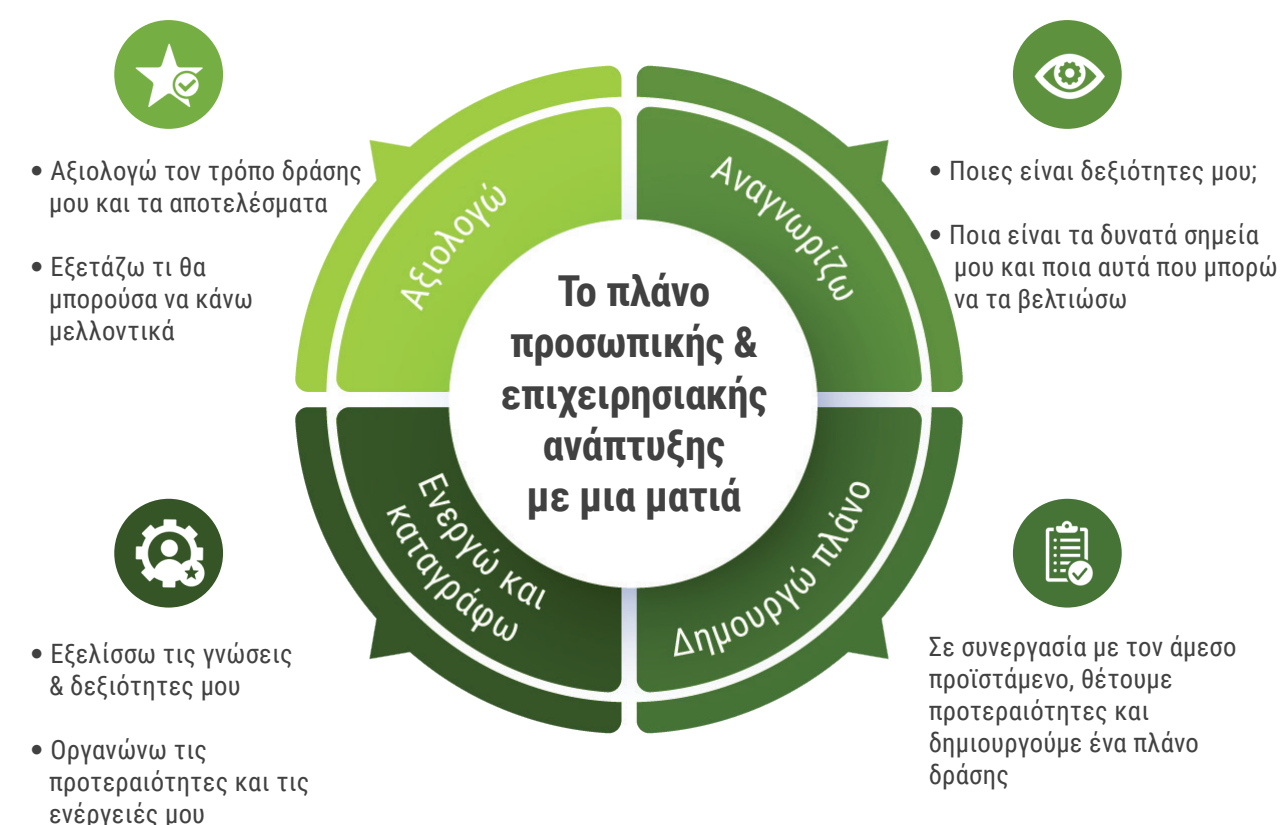 Αξιολογώ
• Αξιολογώ τον τρόπο δράσης
μου και τα αποτελέσματα
• Εξετάζω τι θα
μπορούσα να κάνω
μελλοντικά
Αναγνωρίζω
• Ποιες είναι δεξιότητες μου;
• Ποια είναι τα δυνατά σημεία
μου και ποια αυτά που μπορώ
να τα βελτιώσω
Το πλάνο
προσωπικής &
επιχειρησιακής
ανάπτυξης
με μια ματιά
Ενεργώ και
καταγράφω
• Εξελίσσω τις γνώσεις
& δεξιότητες μου
• Οργανώνω τις
προτεραιότητες και τις
ενέργειές μου
Δημουργώ πλάνο
Σε συνεργασία με τον άμεσο
προϊστάμενο, θέτουμε
προτεραιότητες και
δημιουργούμε ένα πλάνο
δράσης